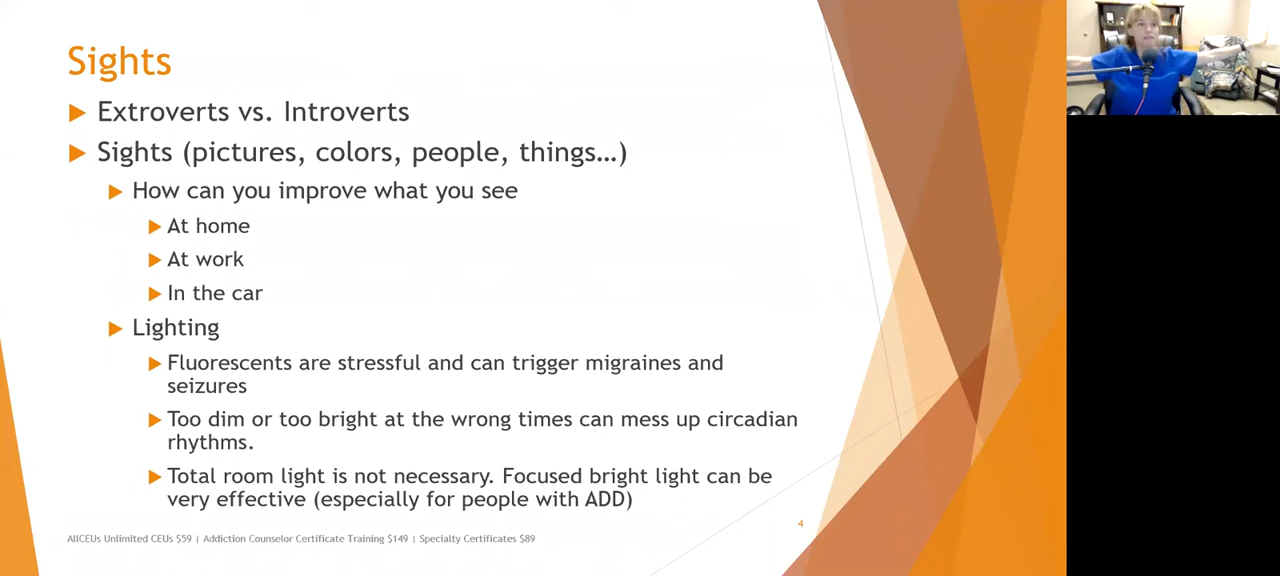 Sights
Extroverts vs. Introverts
Sights (pictures, colors, people, things…)
How can you improve what you see
At home
At work
In the car
Lighting
Fluorescents are stressful and can trigger migraines and
seizures
Too dim or too bright at the wrong times can mess up circadian
rhythms.
Total room light is not necessary. Focused bright light can be
very effective (especially for people with ADD)
4
AllCEUs Unlimited CEUs $59 | Addiction Counselor Certificate Training $149 | Specialty Certificates $89